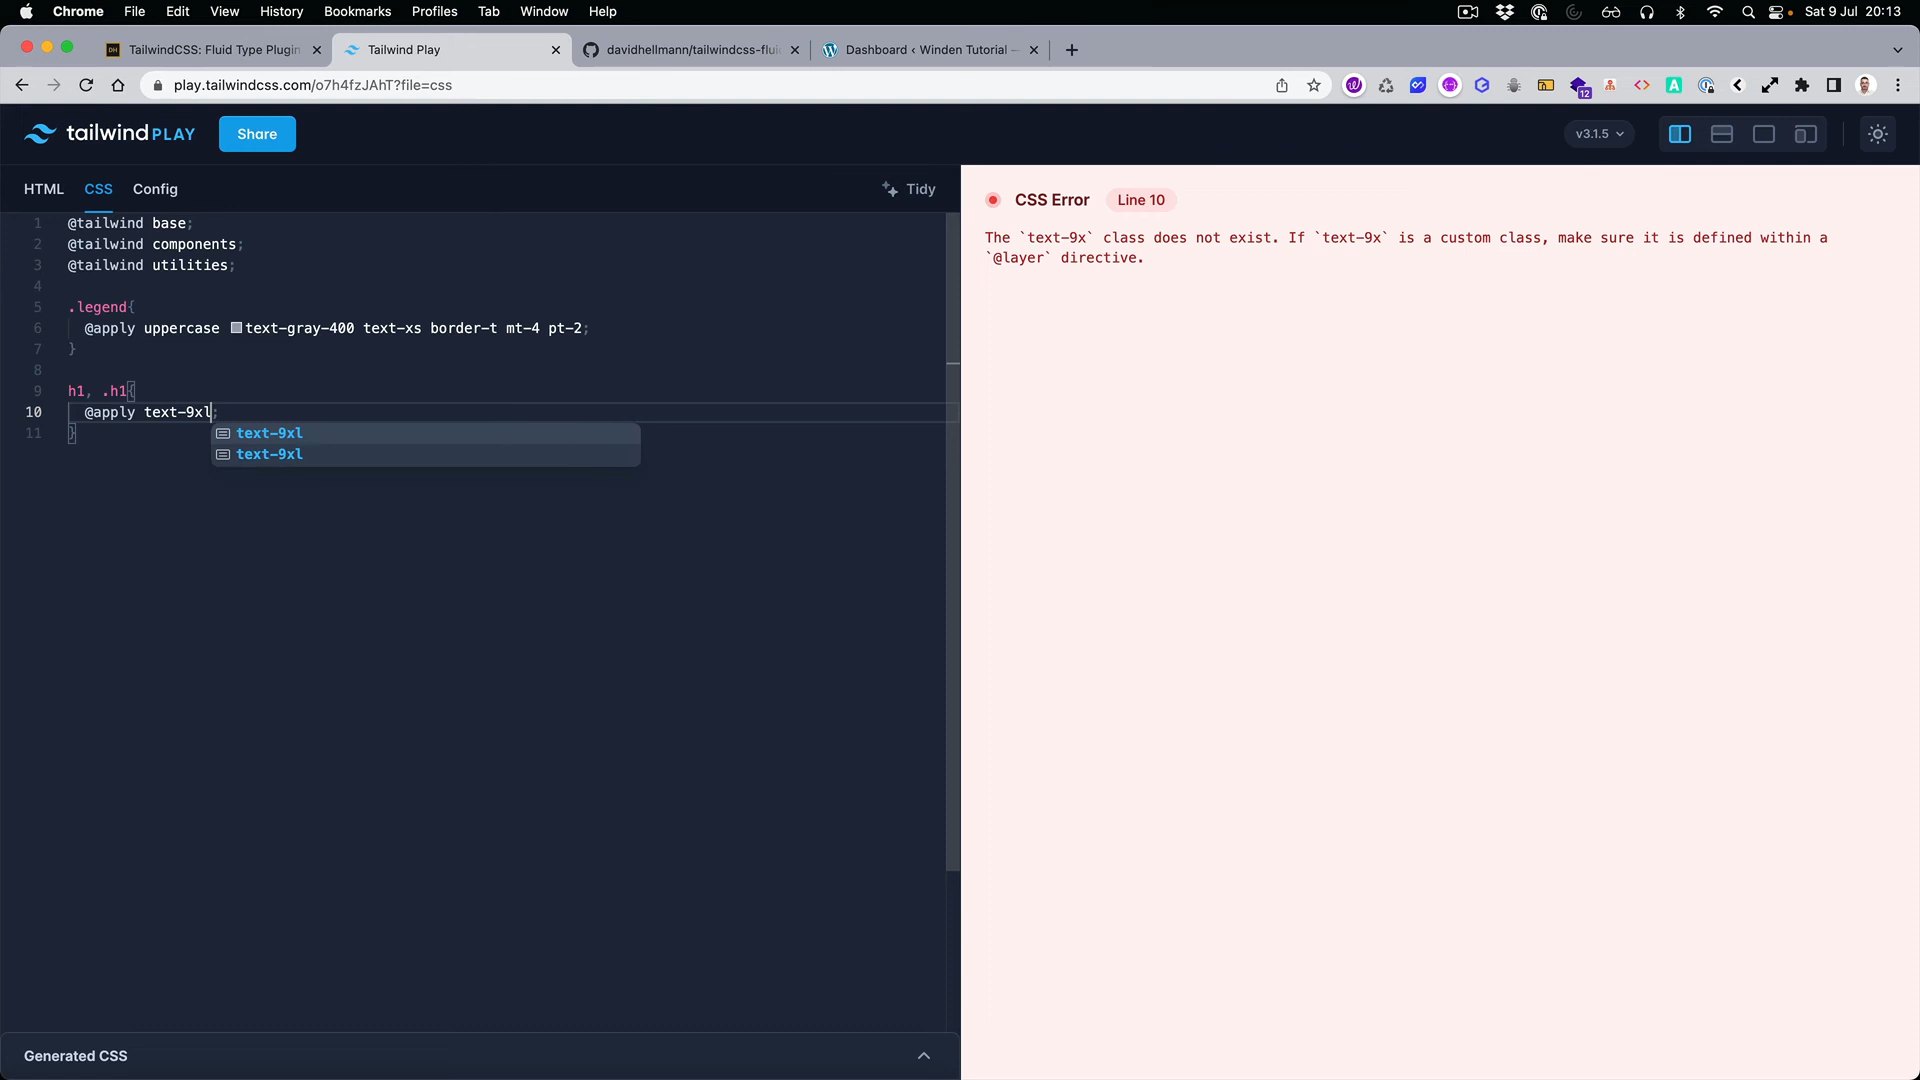 Chrome File Edit View History Bookmarks Profiles Tab Window Help Sat 9 Jul 20:13
TailwindCSS: Fluid Type Plugin
Tailwind Play
davidhellmann/tailwindcss-flui
Dashboard ‹ Winden Tutorial —
play.tailwindcss.com/o7h4fzJAhT?file=css
12
tailwind PLAY
Share
v3.1.5
HTML CSS Config
Tidy
1 @tailwind base;
2 @tailwind components;
3 @tailwind utilities;
4
5 .legend{
6 @apply uppercase text-gray-400 text-xs border-t mt-4 pt-2;
7 }
8
9 h1, .h1{
10 @apply text-9xl;
11 }
text-9xl
text-9xl
CSS Error Line 10
The `text-9x` class does not exist. If `text-9x` is a custom class, make sure it is defined within a
`@layer` directive.
Generated CSS